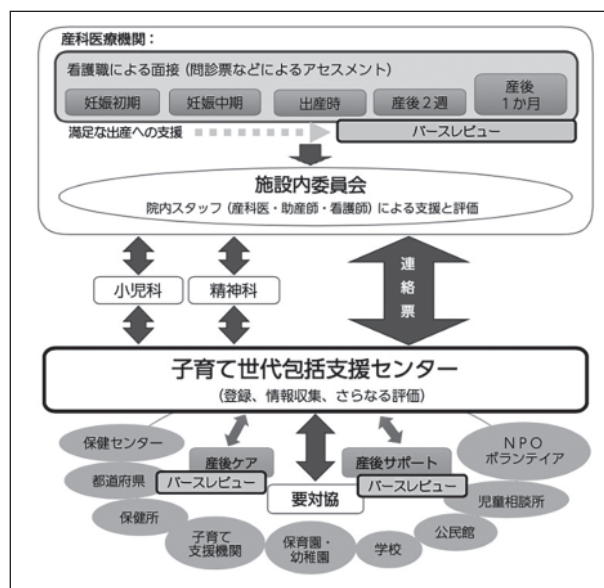 産科医療機関：
看護職による面接（問診票などによるアセスメント）
妊娠初期
妊娠中期
出産時
産後２週
産後
１か月
満足な出産への支援
バースレビュー
施設内委員会
院内スタッフ（産科医・助産師・看護師）による支援と評価
小児科
精神科
連絡票
子育て世代包括支援センター
（登録、情報収集、さらなる評価）
保健センター
産後ケア
産後サポート
ＮＰＯ
ボランテイア
都道府県
バースレビュー
要対協
バースレビュー
児童相談所
保健所
子育て
支援機関
保育園・
幼稚園
学校
公民館